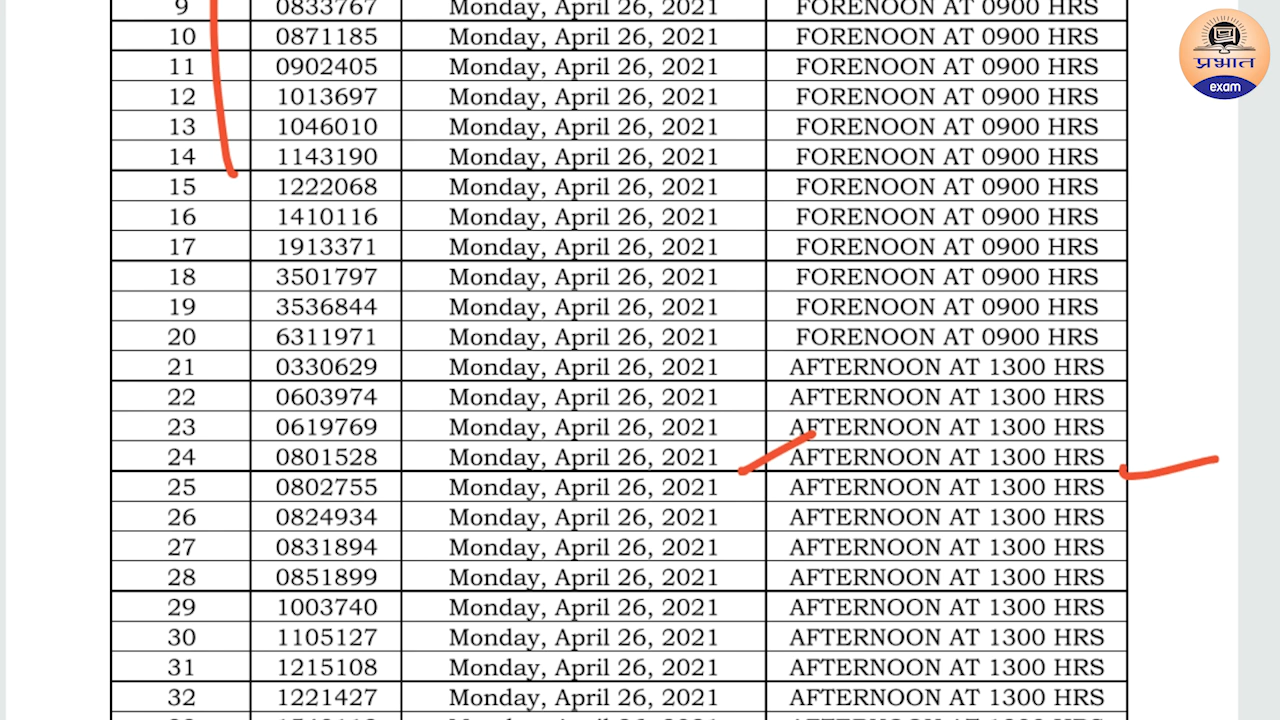 9 0833767 Monday, April 26, 2021 FORENOON AT 0900 HRS
10 0871185 Monday, April 26, 2021 FORENOON AT 0900 HRS
11 0902405 Monday, April 26, 2021 FORENOON AT 0900 HRS
12 1013697 Monday, April 26, 2021 FORENOON AT 0900 HRS
13 1046010 Monday, April 26, 2021 FORENOON AT 0900 HRS
14 1143190 Monday, April 26, 2021 FORENOON AT 0900 HRS
15 1222068 Monday, April 26, 2021 FORENOON AT 0900 HRS
16 1410116 Monday, April 26, 2021 FORENOON AT 0900 HRS
17 1913371 Monday, April 26, 2021 FORENOON AT 0900 HRS
18 3501797 Monday, April 26, 2021 FORENOON AT 0900 HRS
19 3536844 Monday, April 26, 2021 FORENOON AT 0900 HRS
20 6311971 Monday, April 26, 2021 FORENOON AT 0900 HRS
21 0330629 Monday, April 26, 2021 AFTERNOON AT 1300 HRS
22 0603974 Monday, April 26, 2021 AFTERNOON AT 1300 HRS
23 0619769 Monday, April 26, 2021 AFTERNOON AT 1300 HRS
24 0801528 Monday, April 26, 2021 AFTERNOON AT 1300 HRS
25 0802755 Monday, April 26, 2021 AFTERNOON AT 1300 HRS
26 0824934 Monday, April 26, 2021 AFTERNOON AT 1300 HRS
27 0831894 Monday, April 26, 2021 AFTERNOON AT 1300 HRS
28 0851899 Monday, April 26, 2021 AFTERNOON AT 1300 HRS
29 1003740 Monday, April 26, 2021 AFTERNOON AT 1300 HRS
30 1105127 Monday, April 26, 2021 AFTERNOON AT 1300 HRS
31 1215108 Monday, April 26, 2021 AFTERNOON AT 1300 HRS
32 1221427 Monday, April 26, 2021 AFTERNOON AT 1300 HRS
प्रभात
exam